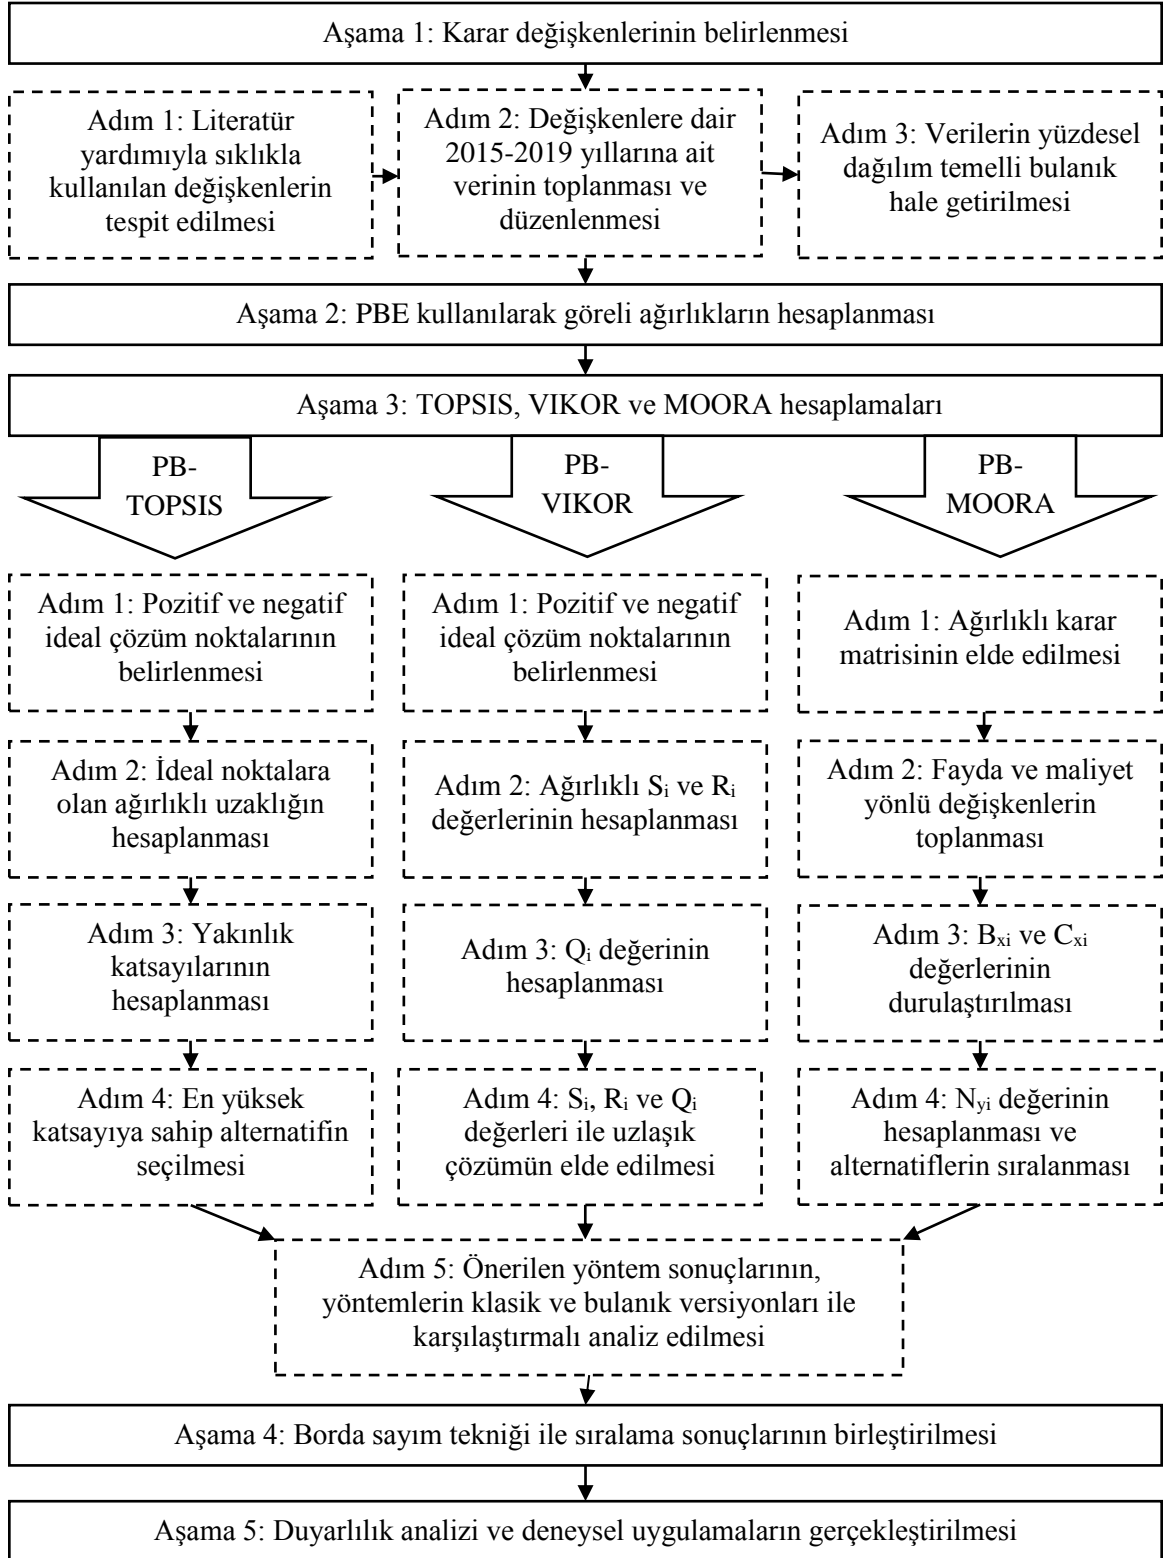 Aşama 1: Karar değişkenlerinin belirlenmesi
Adım 1: Literatür
yardımıyla sıklıkla
kullanılan değişkenlerin
tespit edilmesi
Adım 2: Değişkenlere dair
2015-2019 yıllarına ait
verinin toplanması ve
düzenlenmesi
Adım 3: Verilerin yüzdesel
dağılım temelli bulanık
hale getirilmesi
Aşama 2: PBE kullanılarak göreli ağırlıkların hesaplanması
Aşama 3: TOPSIS, VIKOR ve MOORA hesaplamaları
PB-
TOPSIS
PB-
VIKOR
PB-
MOORA
Adım 1: Pozitif ve negatif
ideal çözüm noktalarının
belirlenmesi
Adım 1: Pozitif ve negatif
ideal çözüm noktalarının
belirlenmesi
Adım 1: Ağırlıklı karar
matrisinin elde edilmesi
Adım 2: İdeal noktalara
olan ağırlıklı uzaklığın
hesaplanması
Adım 2: Ağırlıklı Si ve Ri
değerlerinin hesaplanması
Adım 2: Fayda ve maliyet
yönlü değişkenlerin
toplanması
Adım 3: Yakınlık
katsayılarının
hesaplanması
Adım 3: Qi değerinin
hesaplanması
Adım 3: Bxi ve Cxi
değerlerinin
durulaştırılması
Adım 4: En yüksek
katsayıya sahip alternatifin
seçilmesi
Adım 4: Si, Ri ve Qi
değerleri ile uzlaşık
çözümün elde edilmesi
Adım 4: Nyi değerinin
hesaplanması ve
alternatiflerin sıralanması
Adım 5: Önerilen yöntem sonuçlarının,
yöntemlerin klasik ve bulanık versiyonları ile
karşılaştırmalı analiz edilmesi
Aşama 4: Borda sayım tekniği ile sıralama sonuçlarının birleştirilmesi
Aşama 5: Duyarlılık analizi ve deneysel uygulamaların gerçekleştirilmesi